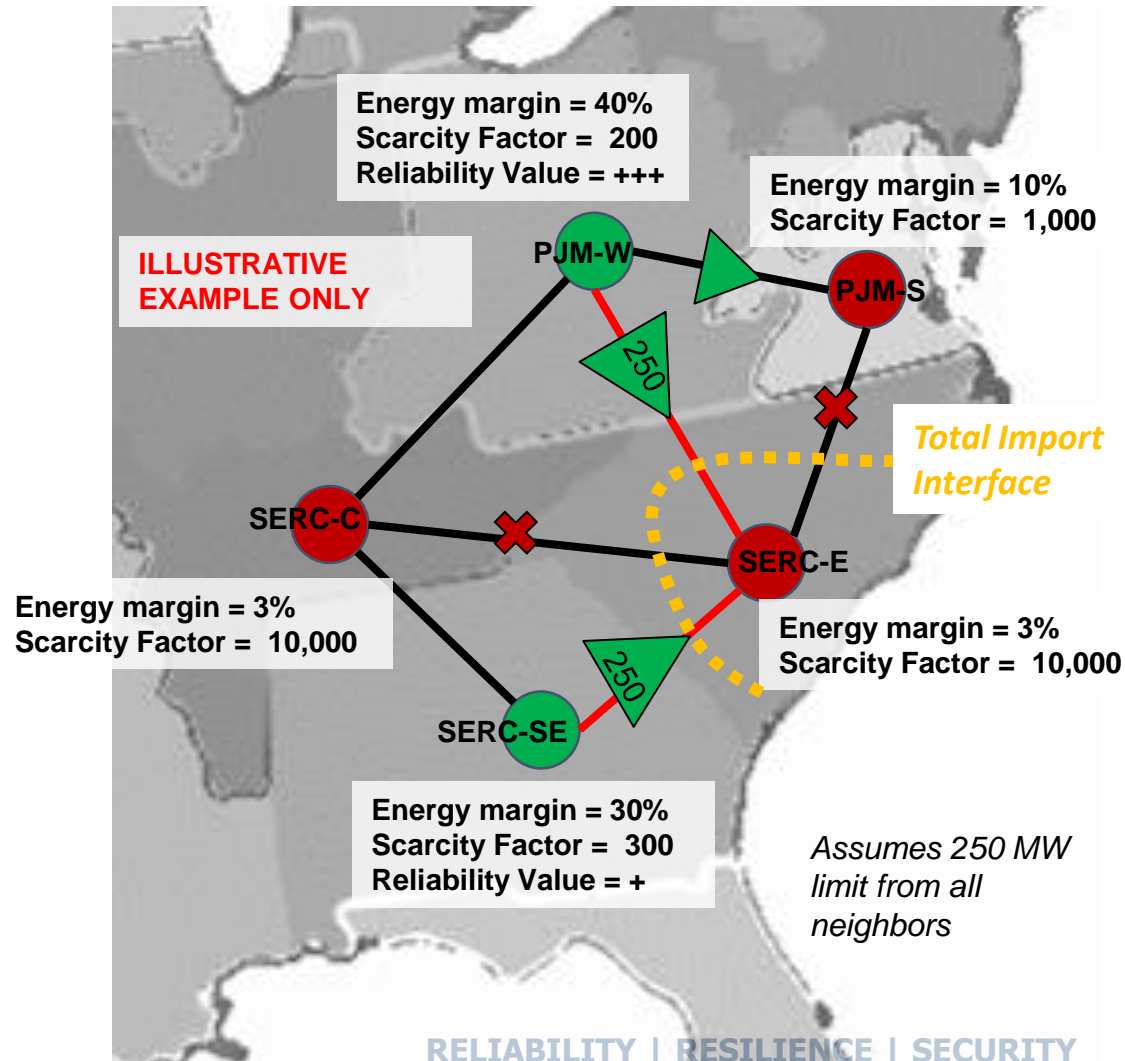 Energy margin = 40%
Scarcity Factor = 200
Reliability Value = +++
Energy margin = 10%
Scarcity Factor = 1,000
ILLUSTRATIVE
EXAMPLE ONLY
PJM-W
PJM-S
250
Total Import
Interface
SERC-C
SERC-E
Energy margin = 3%
Scarcity Factor = 10,000
Energy margin = 3%
Scarcity Factor = 10,000
250
SERC-SE
Energy margin = 30%
Scarcity Factor = 300
Reliability Value = +
Assumes 250 MW
limit from all
neighbors
RELIABILITY | RESILIENCE | SECURITY